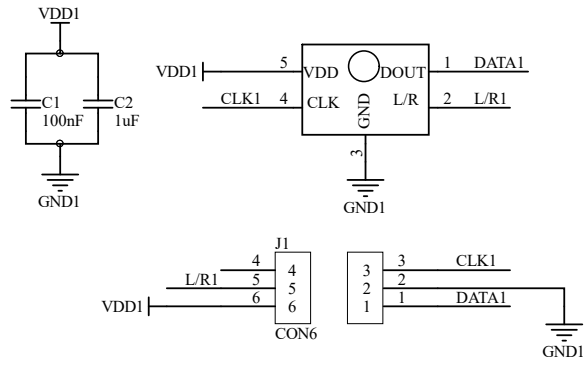 VDD1
C1
100nF
C2
1uF
GND1
VDD1
5
VDD
DOUT
1
DATA1
CLK1
4
CLK
L/R
2
L/R1
GND
3
GND1
J1
4
4
3
3
CLK1
L/R1
5
5
2
2
VDD1
6
6
1
1
DATA1
CON6
GND1